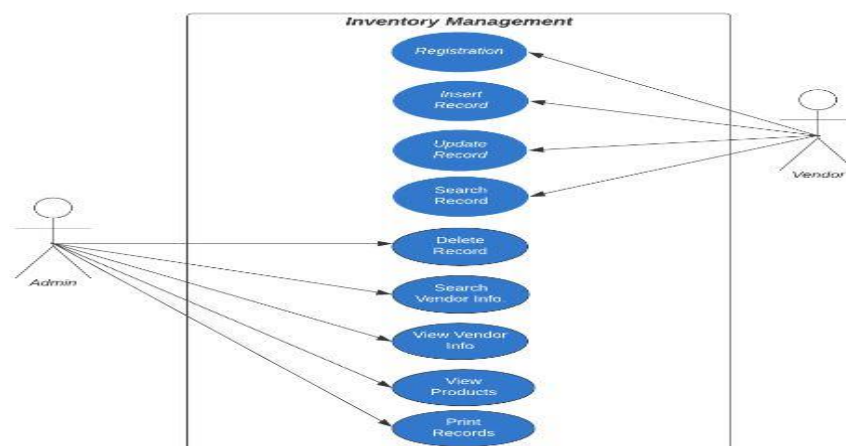 Inventory Management
Registration
Insert
Record
Update
Record
Search
Record
Delete
Record
Search
Vendor Info.
View Vendor
Info
View
Products
Print
Records
Vendor
Admin